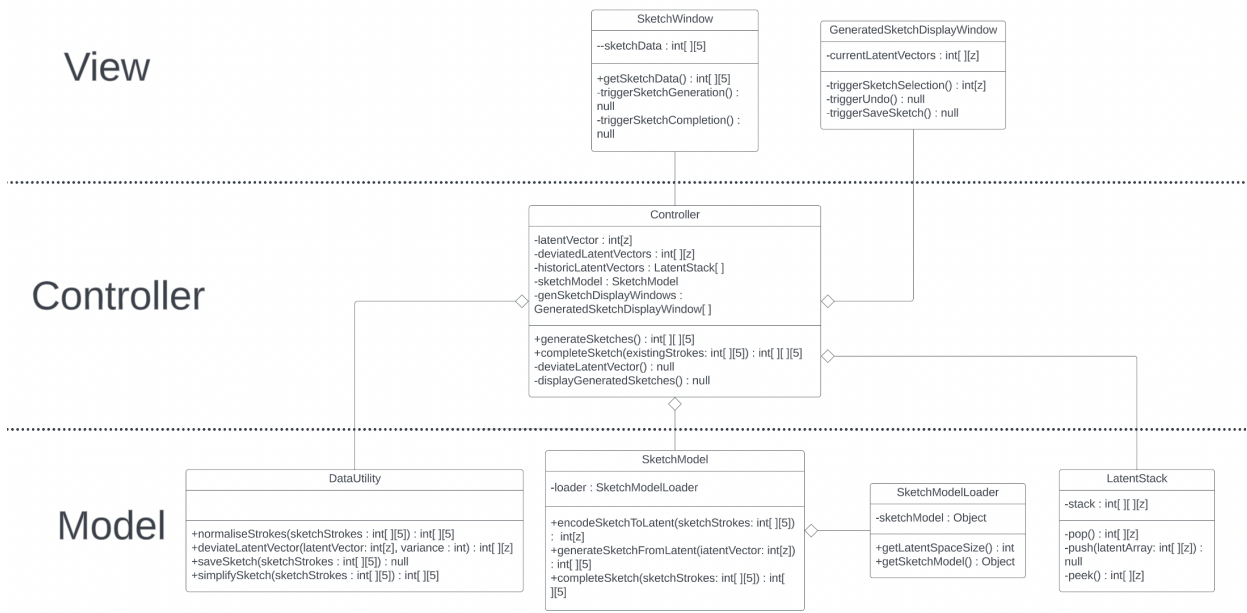 View
SketchWindow
--sketchData : int[ ][5]
+getSketchData() : int[ ][5]
-triggerSketchGeneration() :
null
-triggerSketchCompletion() :
null
GeneratedSketchDisplayWindow
-currentLatentVectors : int[ ][z]
-triggerSketchSelection() : int[z]
-triggerUndo() : null
-triggerSaveSketch() : null
Controller
Controller
-latentVector : int[z]
-deviatedLatentVectors : int[ ][z]
-historicLatentVectors : LatentStack[ ]
-sketchModel : SketchModel
-genSketchDisplayWindows :
GeneratedSketchDisplayWindow[ ]
+generateSketches() : int[ ][ ][5]
+completeSketch(existingStrokes: int[ ][5]) : int[ ][ ][5]
-deviateLatentVector() : null
-displayGeneratedSketches() : null
Model
DataUtility
+normaliseStrokes(sketchStrokes : int[ ][5]) : int[ ][5]
+deviateLatentVector(latentVector: int[z], variance : int) : int[ ][z]
+saveSketch(sketchStrokes : int[ ][5]) : null
+simplifySketch(sketchStrokes : int[ ][5]) : int[ ][5]
SketchModel
-loader : SketchModelLoader
+encodeSketchToLatent(sketchStrokes: int[ ][5])
: int[z]
+generateSketchFromLatent(iatentVector: int[z])
: int[ ][5]
+completeSketch(sketchStrokes: int[ ][5]) : int[
][5]
SketchModelLoader
-sketchModel : Object
+getLatentSpaceSize() : int
+getSketchModel() : Object
LatentStack
-stack : int[ ][ ][z]
-pop() : int[ ][z]
-push(latentArray: int[ ][z]) :
null
-peek() : int[ ][z]